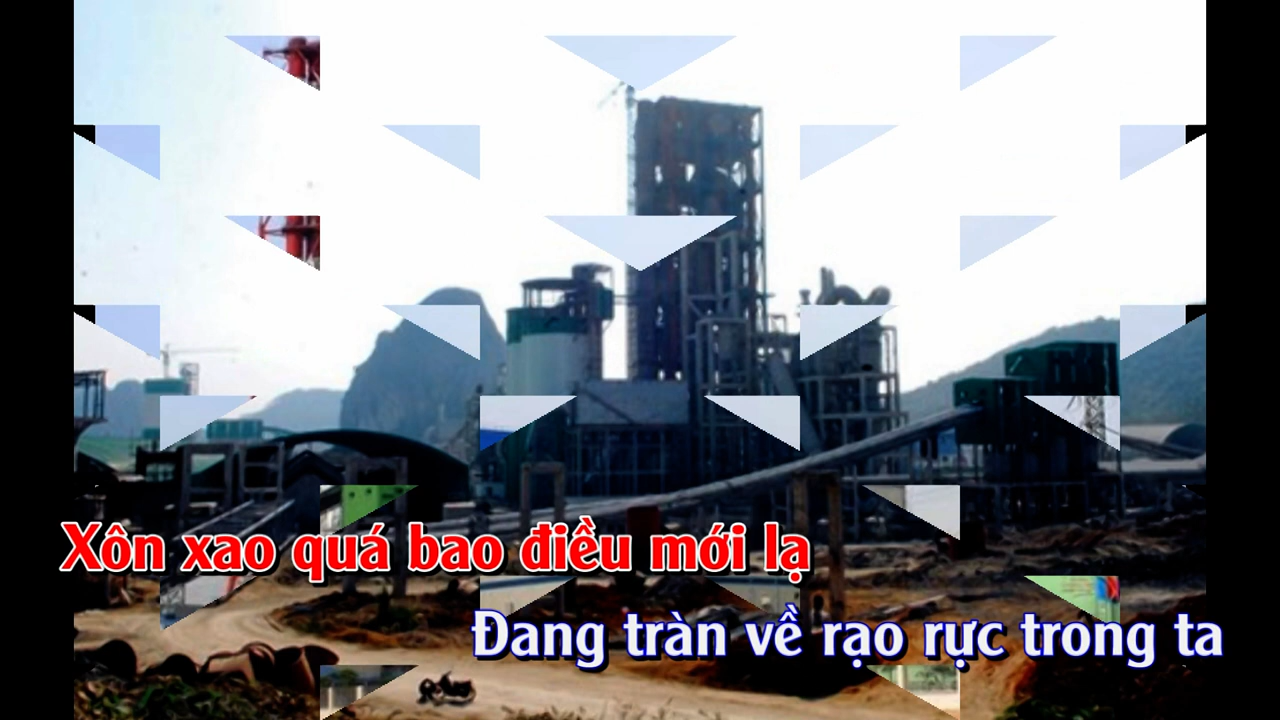 Xôn xao quá bao điều mới lạ
Đang tràn về rạo rực trong ta